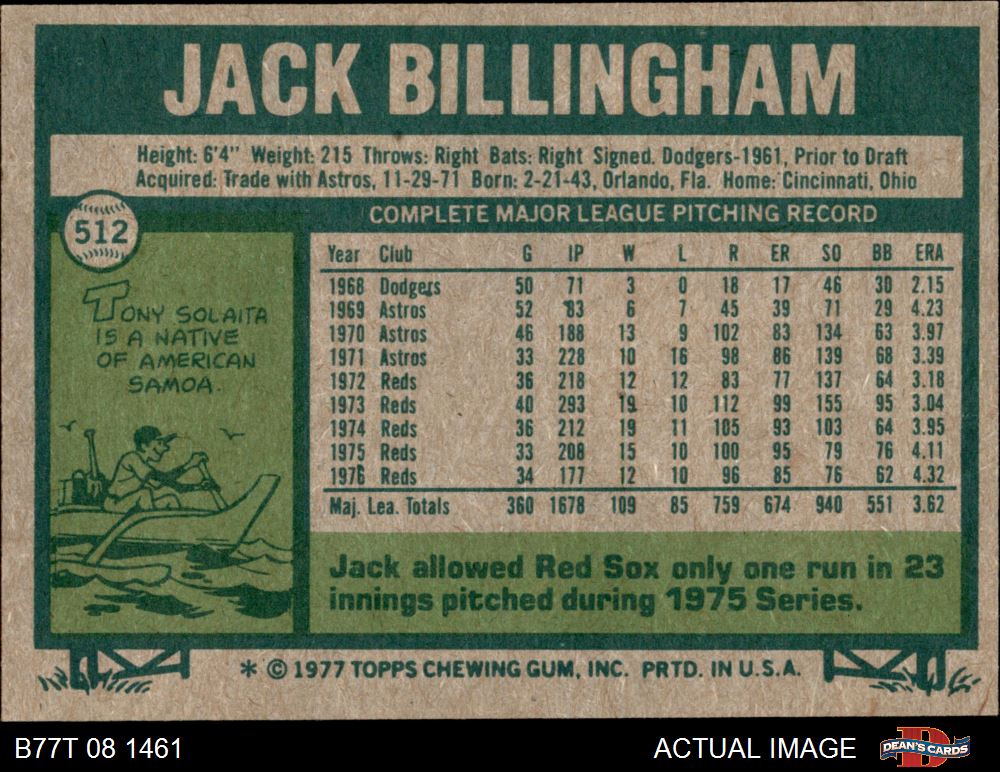 JACK BILLINGHAM
Height: 6'4" Weight: 215 Throws: Right Bats: Right Signed. Dodgers-1961, Prior to Draft
Acquired: Trade with Astros, 11-29-71 Born: 2-21-43, Orlando, Fla. Home: Cincinnati, Ohio
512
COMPLETE MAJOR LEAGUE PITCHING RECORD
TONY SOLAITA
IS A NATIVE
OF AMERICAN
SAMOA.
Year Club G IP W L R ER SO BB ERA
1968 Dodgers 50 71 3 0 18 17 46 30 2.15
1969 Astros 52 83 6 7 45 39 71 29 4.23
1970 Astros 46 188 13 9 102 83 134 63 3.97
1971 Astros 33 228 10 16 98 86 139 68 3.39
1972 Reds 36 218 12 12 83 77 137 64 3.18
1973 Reds 40 293 19 10 112 99 155 95 3.04
1974 Reds 36 212 19 11 105 93 103 64 3.95
1975 Reds 33 208 15 10 100 95 79 76 4.11
1976 Reds 34 177 12 10 96 85 76 62 4.32
Maj. Lea. Totals 360 1678 109 85 759 674 940 551 3.62
Jack allowed Red Sox only one run in 23
innings pitched during 1975 Series.
* © 1977 TOPPS CHEWING GUM, INC. PRTD. IN U.S.A.
B77T 08 1461 ACTUAL IMAGE DEAN'S CARDS